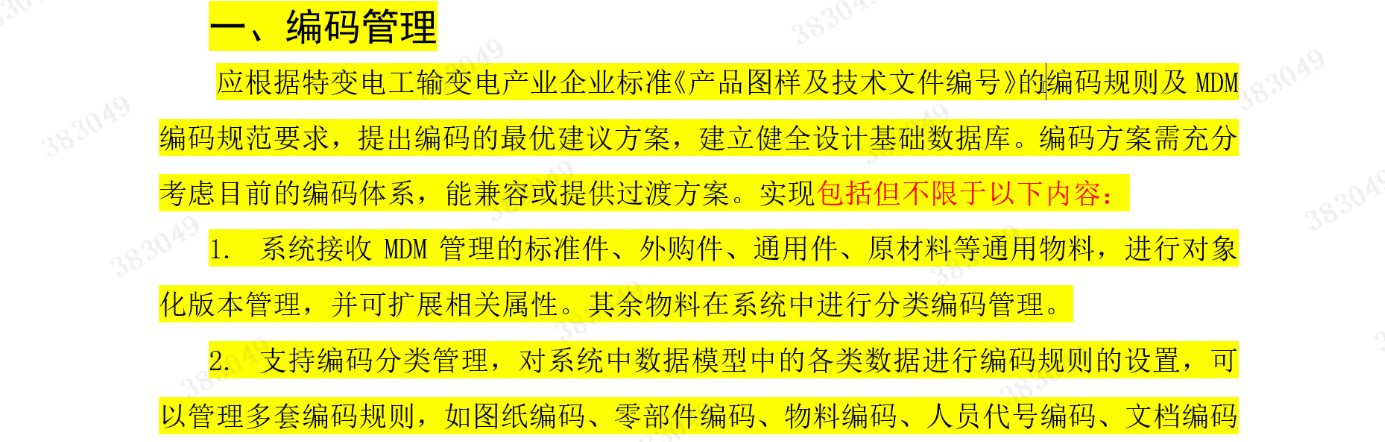 一、编码管理
应根据特变电工输变电产业企业标准《产品图样及技术文件编号》的编码规则及 MDM
编码规范要求，提出编码的最优建议方案，建立健全设计基础数据库。编码方案需充分
考虑目前的编码体系，能兼容或提供过渡方案。实现包括但不限于以下内容：
1. 系统接收 MDM 管理的标准件、外购件、通用件、原材料等通用物料，进行对象
化版本管理，并可扩展相关属性。其余物料在系统中进行分类编码管理。
2. 支持编码分类管理，对系统中数据模型中的各类数据进行编码规则的设置，可
以管理多套编码规则，如图纸编码、零部件编码、物料编码、人员代号编码、文档编码
383049
383049
383049
383049
383049
383049
383049
383049
383049
383049
383049
383049
383049